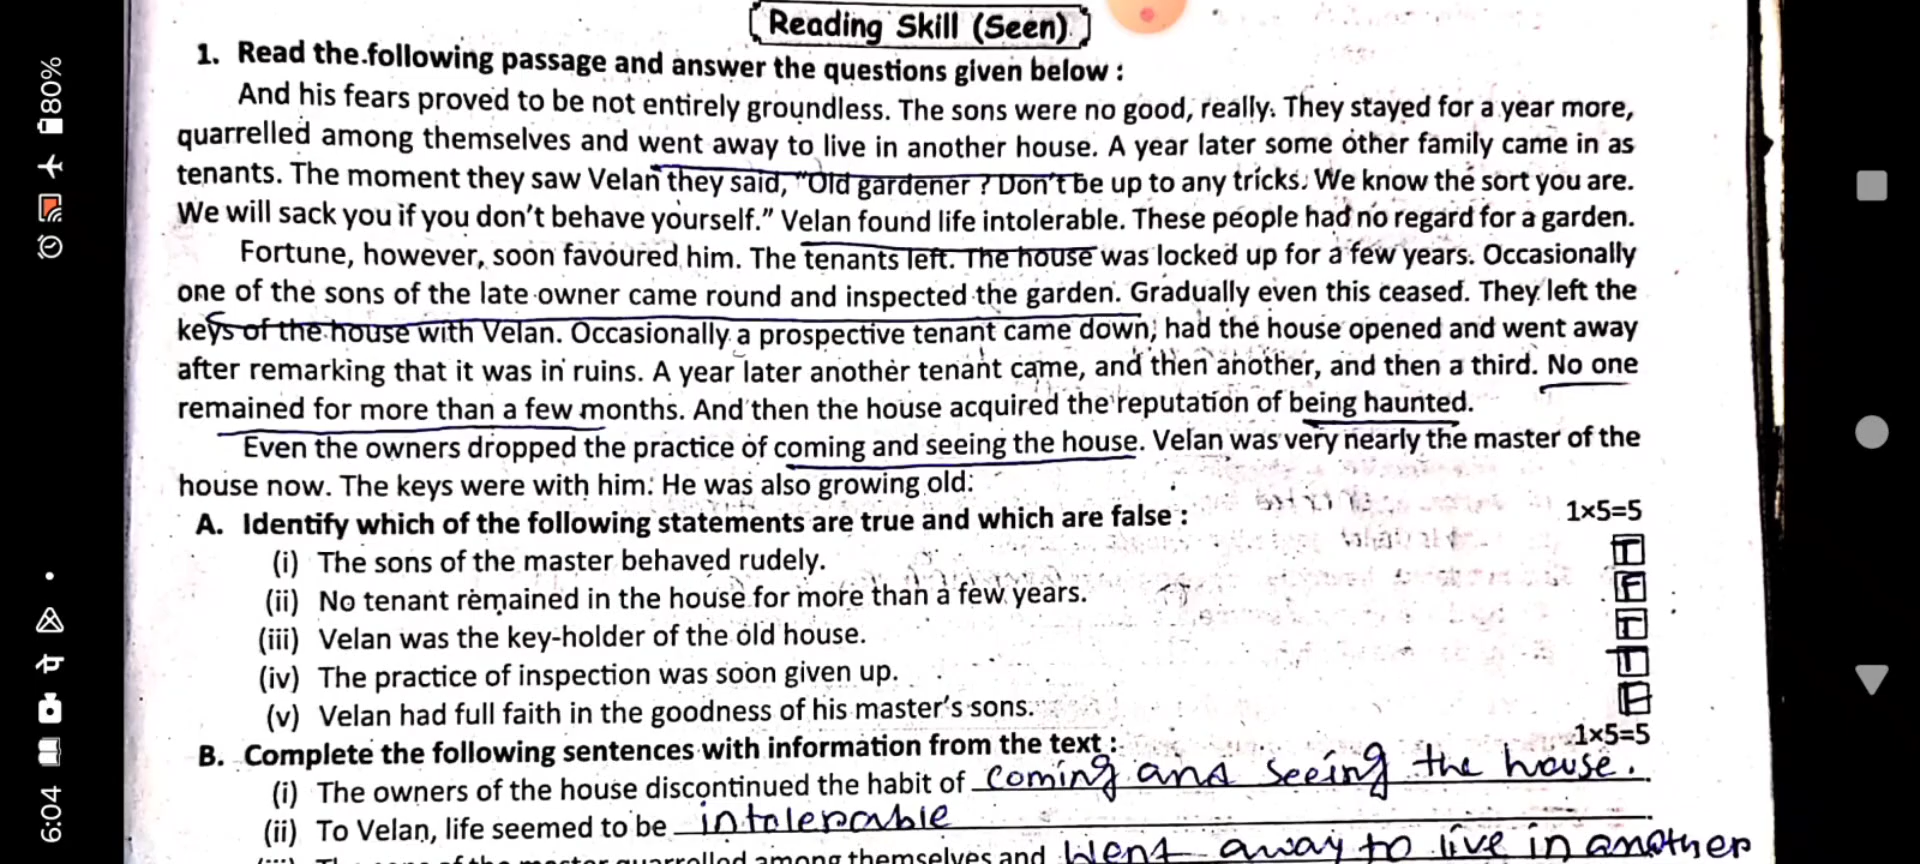 80%
6:04
Reading Skill (Seen)
1. Read the following passage and answer the questions given below :
And his fears proved to be not entirely groundless. The sons were no good, really. They stayed for a year more,
quarrelled among themselves and went away to live in another house. A year later some other family came in as
tenants. The moment they saw Velan they said, "Old gardener ? Don't be up to any tricks. We know the sort you are.
We will sack you if you don't behave yourself." Velan found life intolerable. These people had no regard for a garden.
Fortune, however, soon favoured him. The tenants left. The house was locked up for a few years. Occasionally
one of the sons of the late owner came round and inspected the garden. Gradually even this ceased. They left the
keys of the house with Velan. Occasionally a prospective tenant came down, had the house opened and went away
after remarking that it was in ruins. A year later another tenant came, and then another, and then a third. No one
remained for more than a few months. And then the house acquired the reputation of being haunted.
Even the owners dropped the practice of coming and seeing the house. Velan was very nearly the master of the
house now. The keys were with him. He was also growing old.
A. Identify which of the following statements are true and which are false : 1×5=5
(i) The sons of the master behaved rudely. T
(ii) No tenant remained in the house for more than a few years. F
(iii) Velan was the key-holder of the old house. T
(iv) The practice of inspection was soon given up. T
(v) Velan had full faith in the goodness of his master's sons. F
B. Complete the following sentences with information from the text : 1×5=5
(i) The owners of the house discontinued the habit of coming and seeing the house.
(ii) To Velan, life seemed to be intolerable
quarrelled among themselves and went away to live in another